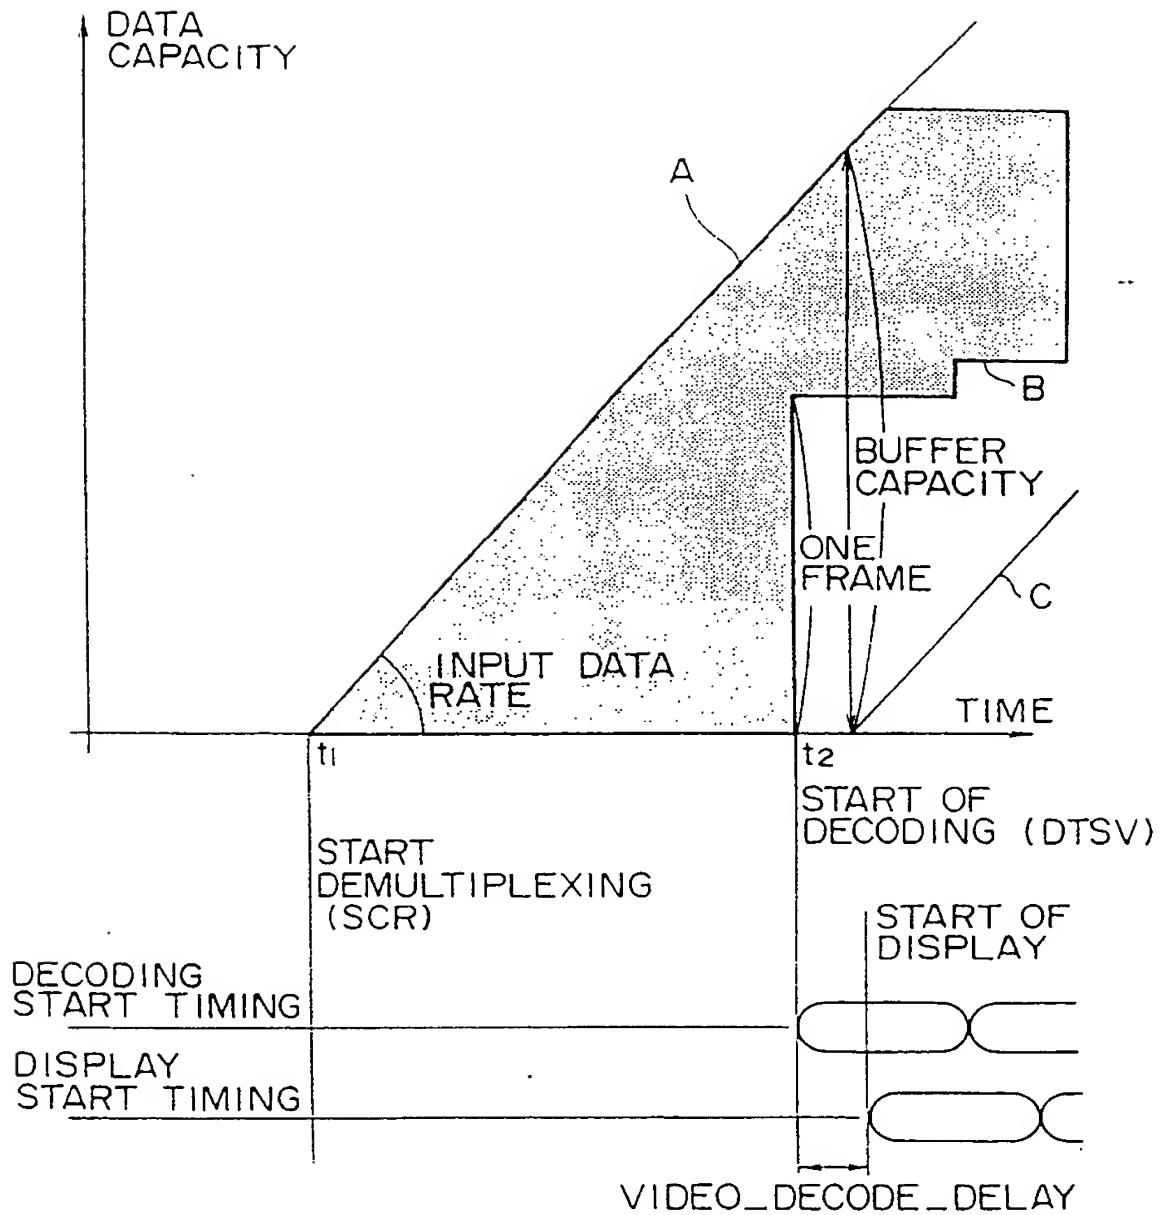 DATA
CAPACITY
A
B
BUFFER
CAPACITY
ONE
FRAME
C
INPUT DATA
RATE
TIME
t1
t2
START OF
DECODING (DTSV)
START
DEMULTIPLEXING
(SCR)
START OF
DISPLAY
DECODING
START TIMING
DISPLAY
START TIMING
VIDEO_DECODE_DELAY